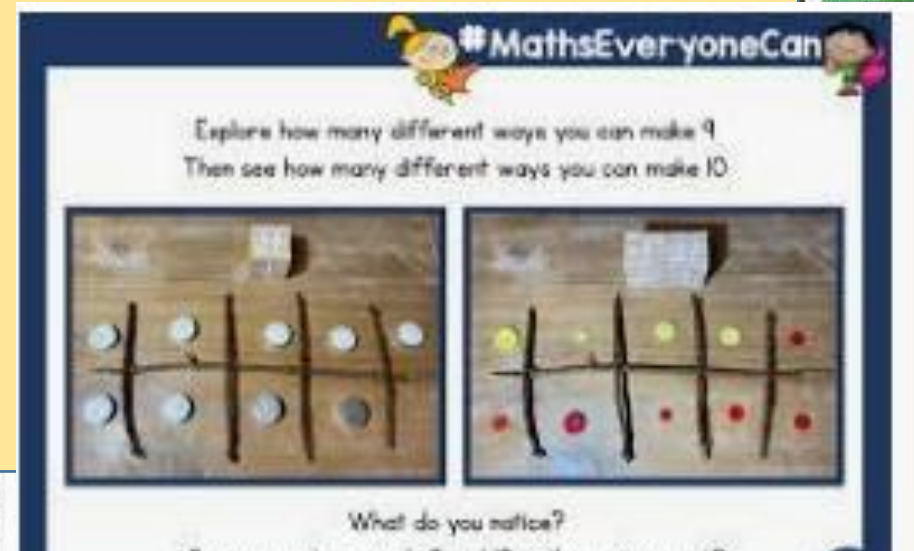 #MathsEveryoneCan
Explore how many different ways you can make 9
Then see how many different ways you can make 10
What do you notice?